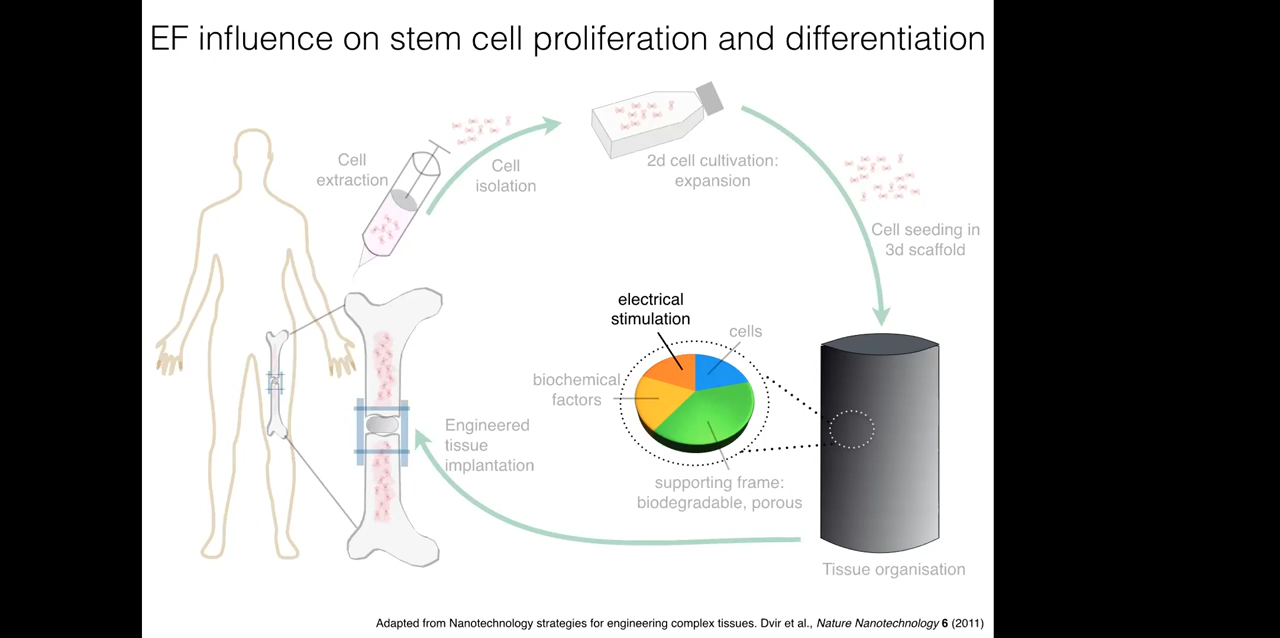 EF influence on stem cell proliferation and differentiation
Cell
extraction
Cell
isolation
2d cell cultivation:
expansion
Cell seeding in
3d scaffold
electrical
stimulation
cells
biochemical
factors
supporting frame:
biodegradable, porous
Engineered
tissue
implantation
Tissue organisation
Adapted from Nanotechnology strategies for engineering complex tissues. Dvir et al., Nature Nanotechnology 6 (2011)